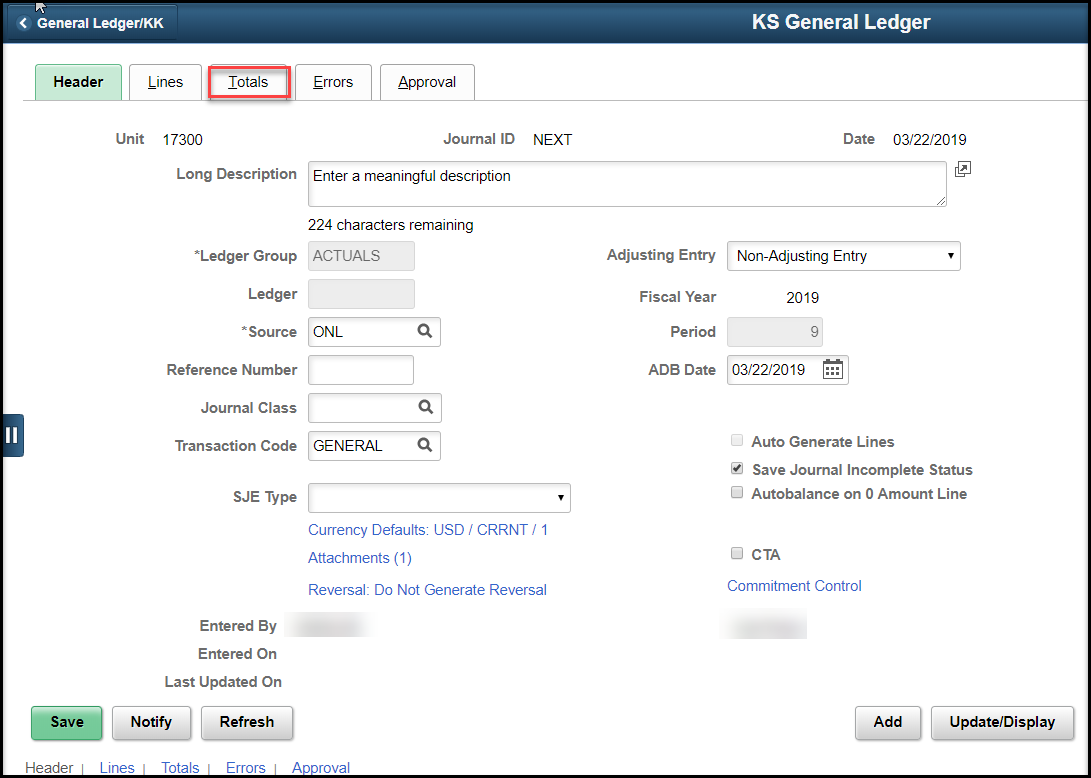 General Ledger/KK KS General Ledger
Header Lines Totals Errors Approval
Unit 17300 Journal ID NEXT Date 03/22/2019
Long Description Enter a meaningful description
224 characters remaining
*Ledger Group ACTUALS Adjusting Entry Non-Adjusting Entry
Ledger Fiscal Year 2019
*Source ONL Period 9
Reference Number ADB Date 03/22/2019
Journal Class
Transaction Code GENERAL Auto Generate Lines
Save Journal Incomplete Status
SJE Type Autobalance on 0 Amount Line
Currency Defaults: USD / CRRNT / 1
Attachments (1) CTA
Reversal: Do Not Generate Reversal Commitment Control
Entered By
Entered On
Last Updated On
Save Notify Refresh Add Update/Display
Header | Lines | Totals | Errors | Approval